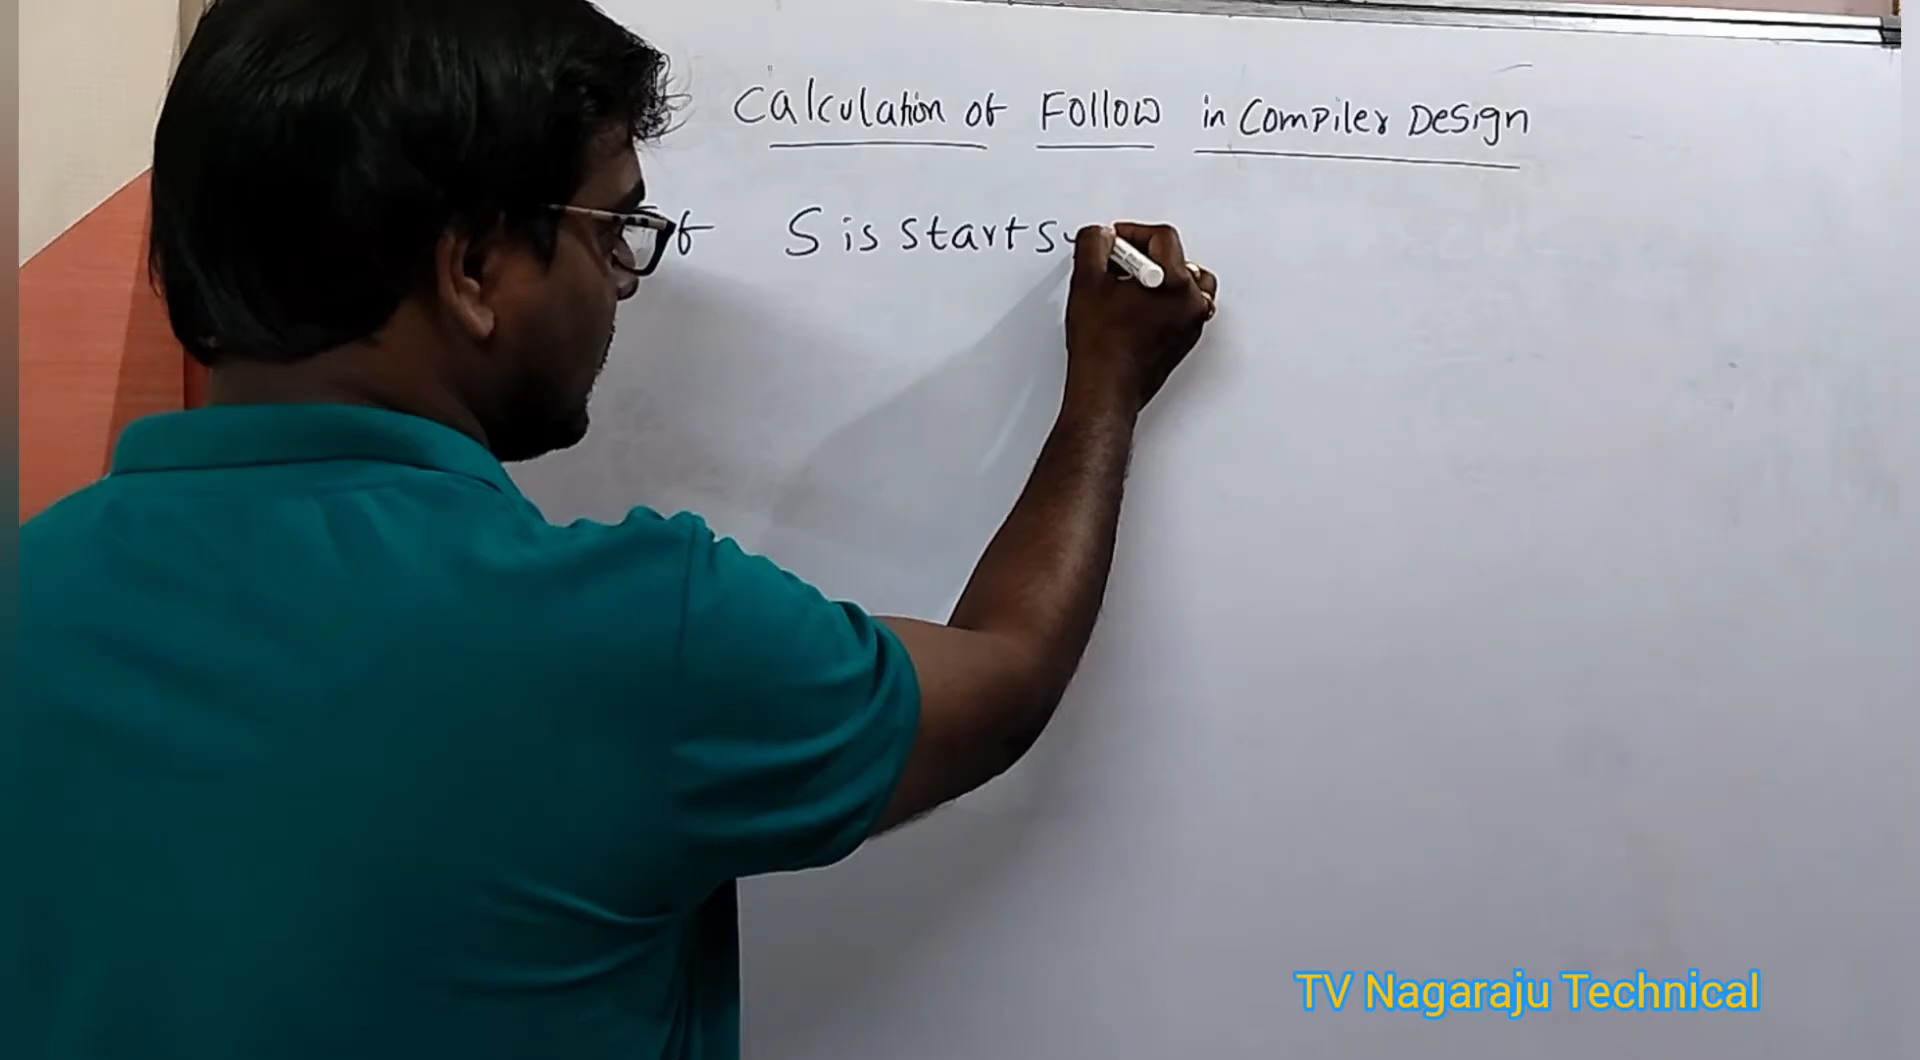 Calculation of Follow in Compiler Design
S is start
TV Nagaraju Technical